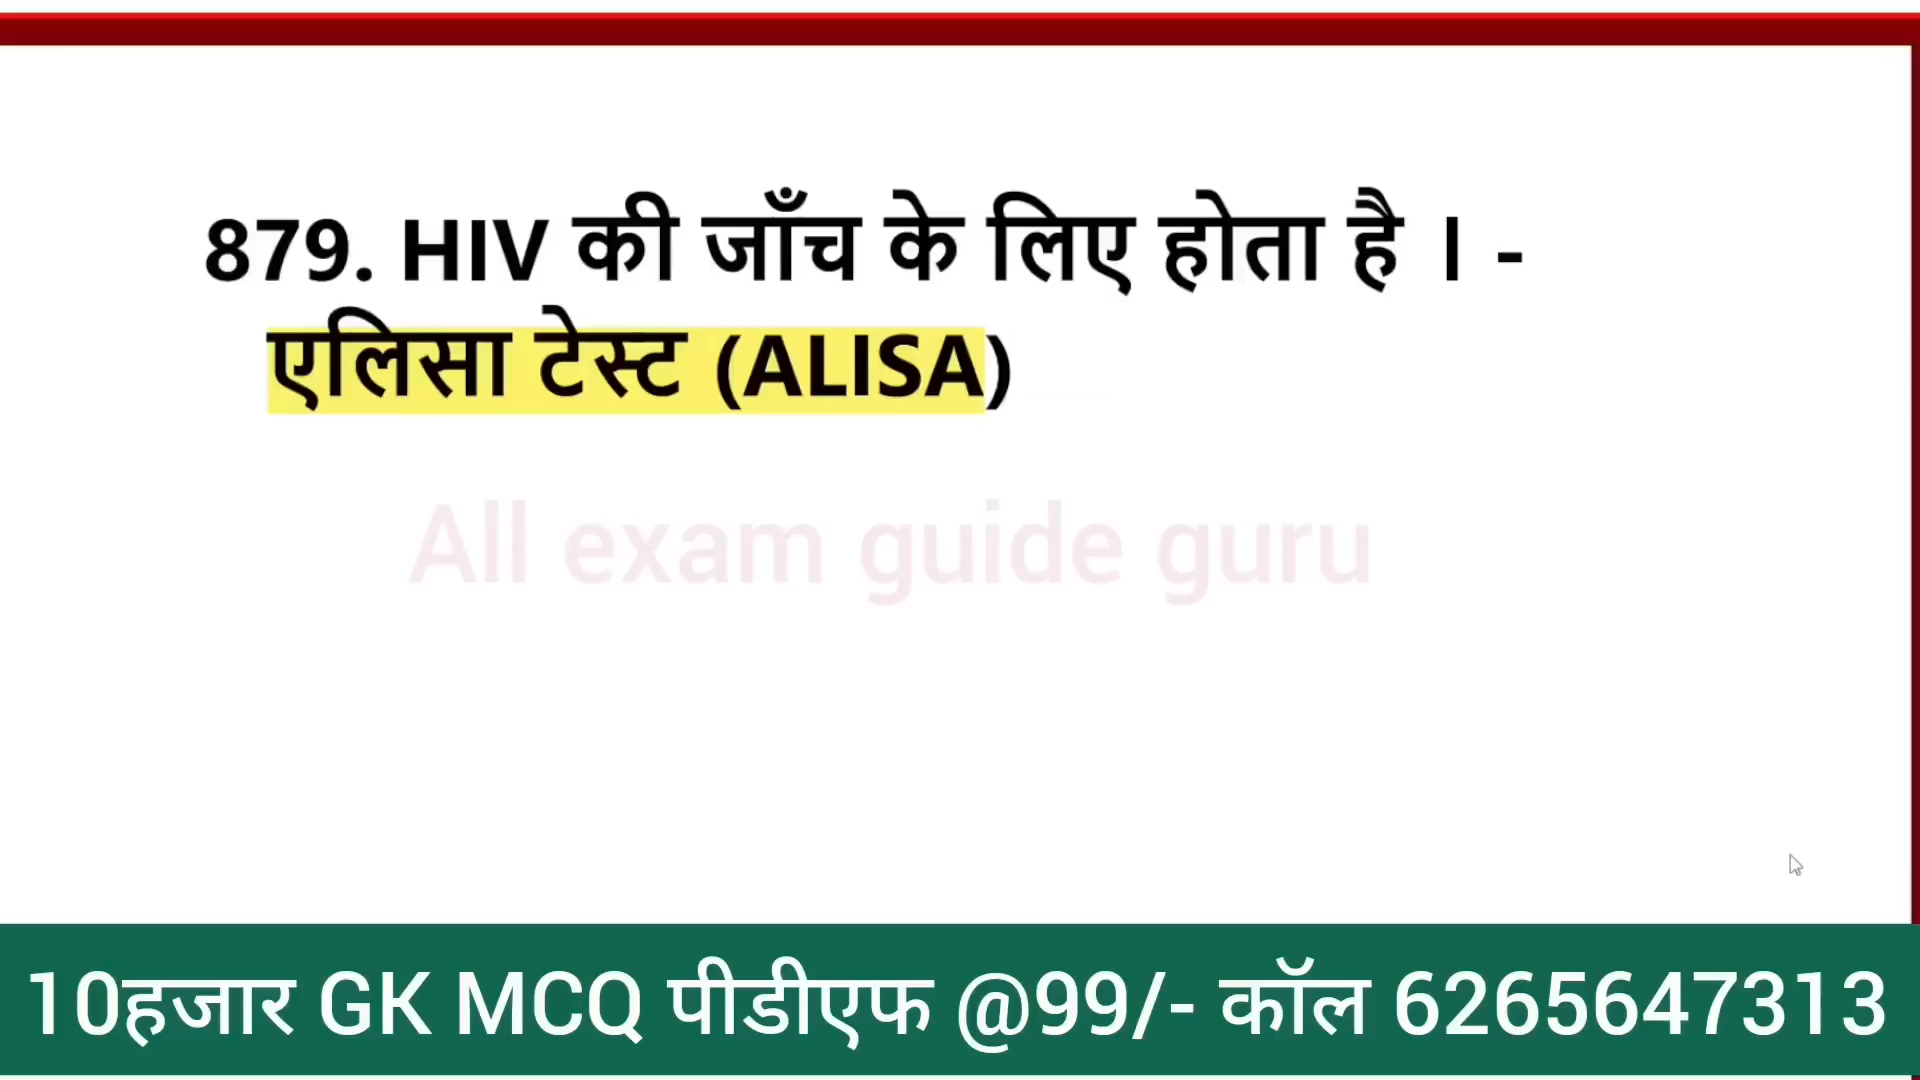 879. HIV की जाँच के लिए होता है । -
एलिसा टेस्ट (ALISA)
All exam guide guru
10हजार GK MCQ पीडीएफ @99/- कॉल 6265647313